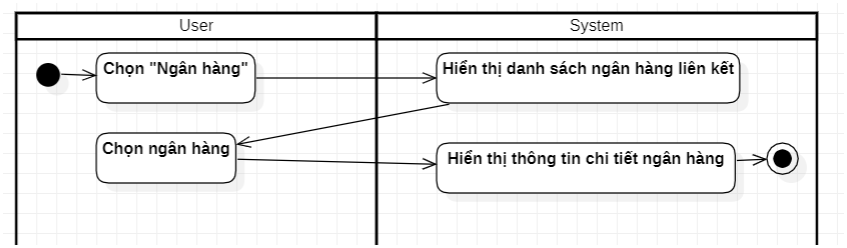 User
System
Chọn "Ngân hàng"
Hiển thị danh sách ngân hàng liên kết
Chọn ngân hàng
Hiển thị thông tin chi tiết ngân hàng